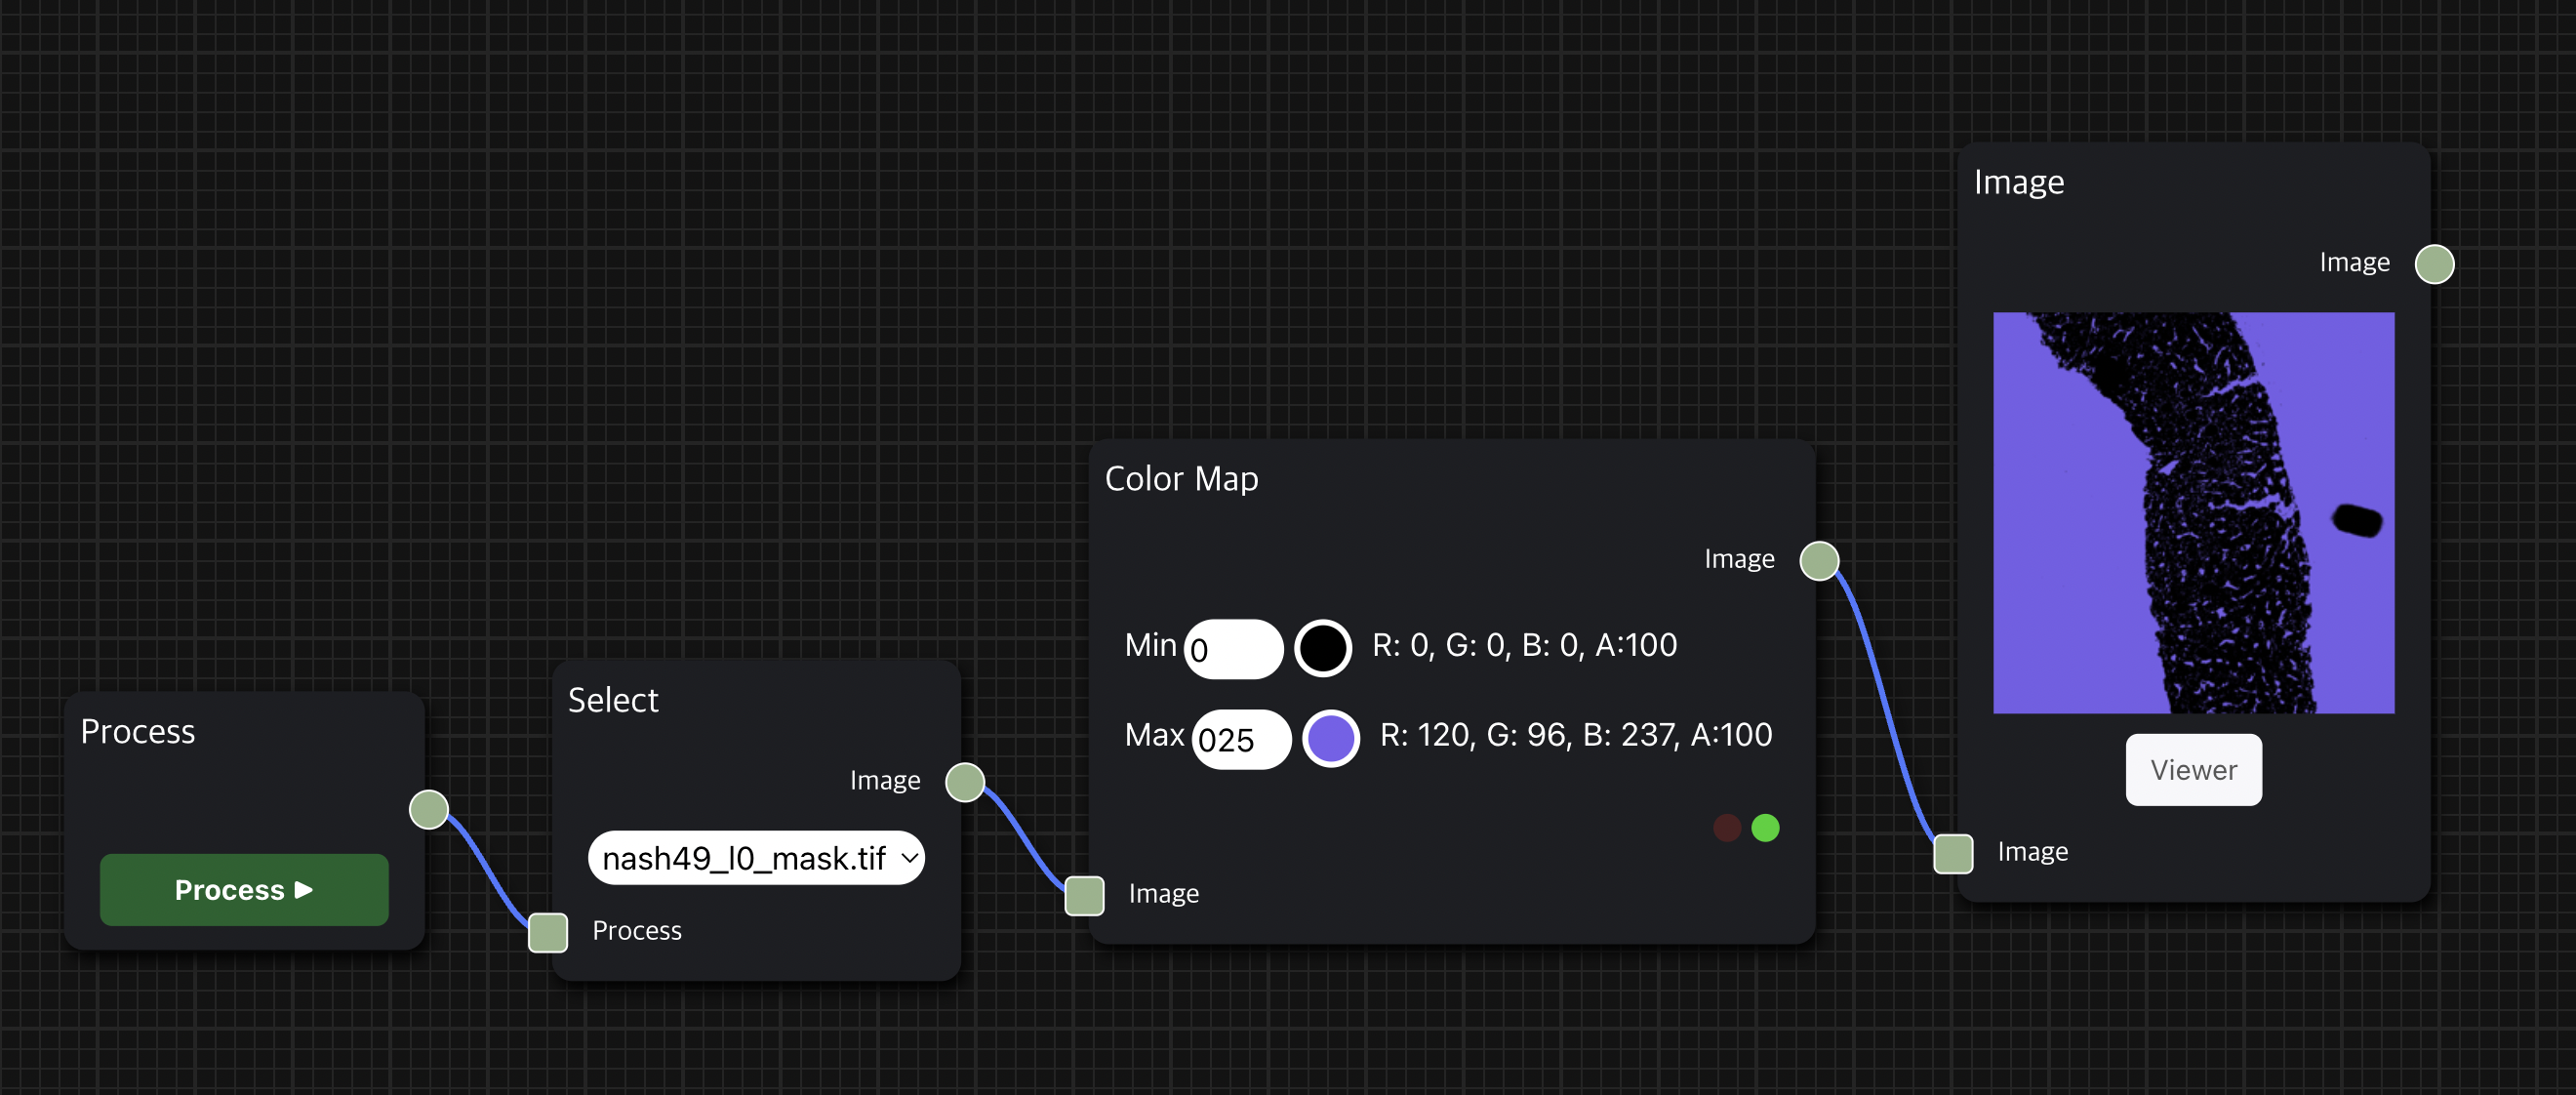 Process
Process ▶
Select
Image
nash49_l0_mask.tif
Process
Color Map
Image
Min 0 R: 0, G: 0, B: 0, A:100
Max 025 R: 120, G: 96, B: 237, A:100
Image
Image
Image
Viewer
Image